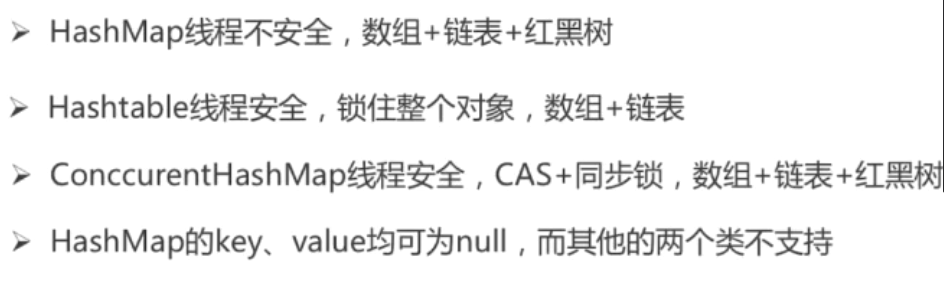 ➢ HashMap线程不安全，数组+链表+红黑树
➢ Hashtable线程安全，锁住整个对象，数组+链表
➢ ConccurentHashMap线程安全，CAS+同步锁，数组+链表+红黑树
➢ HashMap的key、value均可为null，而其他的两个类不支持